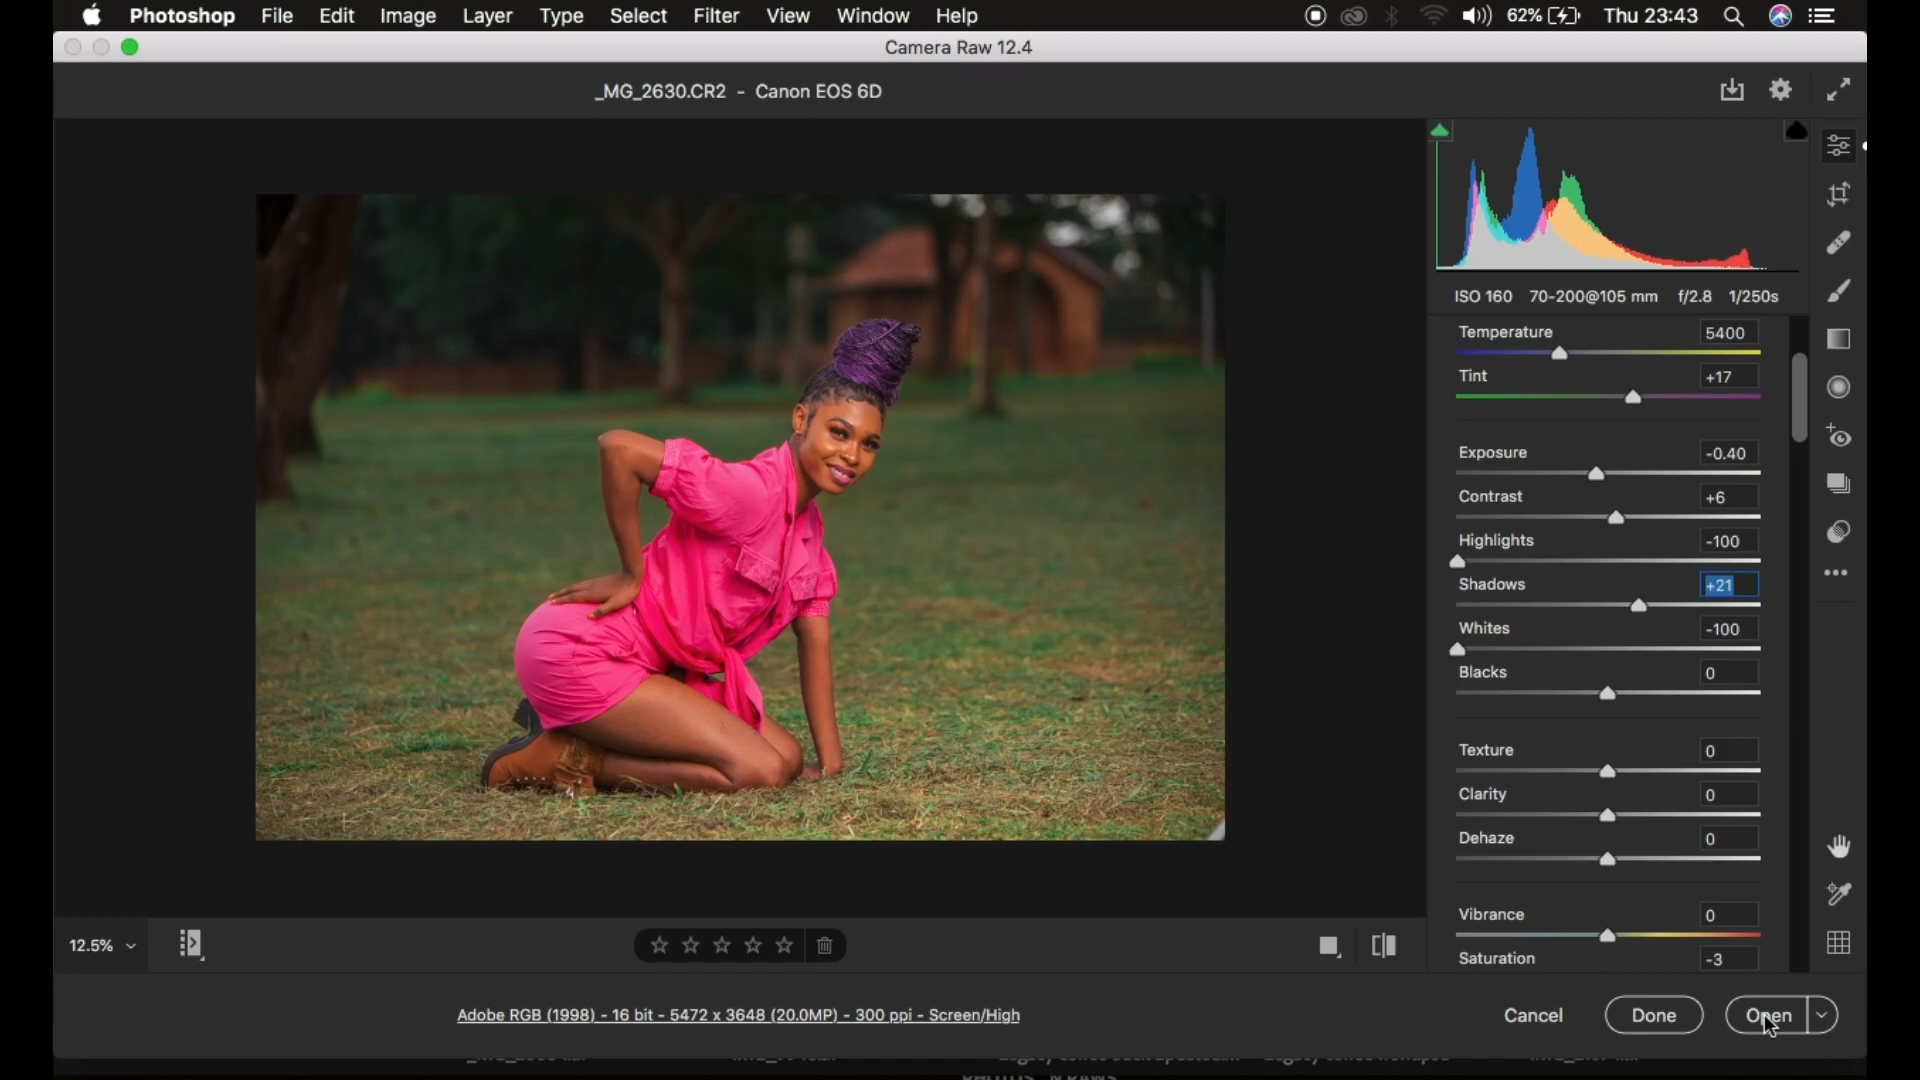 Photoshop File Edit Image Layer Type Select Filter View Window Help 62% Thu 23:43
Camera Raw 12.4
_MG_2630.CR2 - Canon EOS 6D
ISO 160 70-200@105 mm f/2.8 1/250s
Temperature 5400
Tint +17
Exposure -0.40
Contrast +6
Highlights -100
Shadows +21
Whites -100
Blacks 0
Texture 0
Clarity 0
Dehaze 0
Vibrance 0
Saturation -3
12.5%
Adobe RGB (1998) - 16 bit - 5472 x 3648 (20.0MP) - 300 ppi - Screen/High
Cancel Done Open